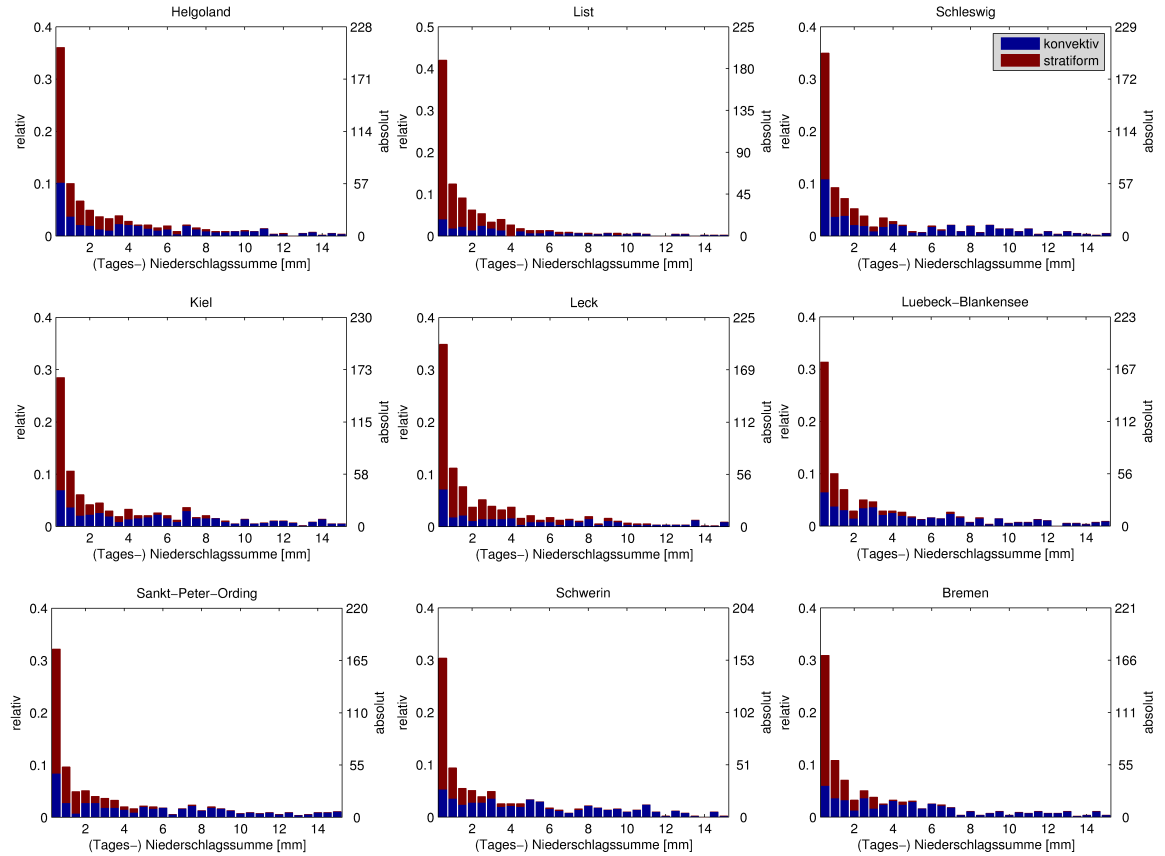 Helgoland
0.4
0.3
0.2
0.1
0
228
171
114
57
0
relativ
absolut
2 4 6 8 10 12 14
(Tages–) Niederschlagssumme [mm]
List
0.5
0.4
0.3
0.2
0.1
0
225
180
135
90
45
0
relativ
absolut
2 4 6 8 10 12 14
(Tages–) Niederschlagssumme [mm]
Schleswig
konvektiv
stratiform
0.4
0.3
0.2
0.1
0
229
172
114
57
0
relativ
absolut
2 4 6 8 10 12 14
(Tages–) Niederschlagssumme [mm]
Kiel
0.4
0.3
0.2
0.1
0
230
173
115
58
0
relativ
absolut
2 4 6 8 10 12 14
(Tages–) Niederschlagssumme [mm]
Leck
0.4
0.3
0.2
0.1
0
225
169
112
56
0
relativ
absolut
2 4 6 8 10 12 14
(Tages–) Niederschlagssumme [mm]
Luebeck–Blankensee
0.4
0.3
0.2
0.1
0
223
167
112
56
0
relativ
absolut
2 4 6 8 10 12 14
(Tages–) Niederschlagssumme [mm]
Sankt–Peter–Ording
0.4
0.3
0.2
0.1
0
220
165
110
55
0
relativ
absolut
2 4 6 8 10 12 14
(Tages–) Niederschlagssumme [mm]
Schwerin
0.4
0.3
0.2
0.1
0
204
153
102
51
0
relativ
absolut
2 4 6 8 10 12 14
(Tages–) Niederschlagssumme [mm]
Bremen
0.4
0.3
0.2
0.1
0
221
166
111
55
0
relativ
absolut
2 4 6 8 10 12 14
(Tages–) Niederschlagssumme [mm]